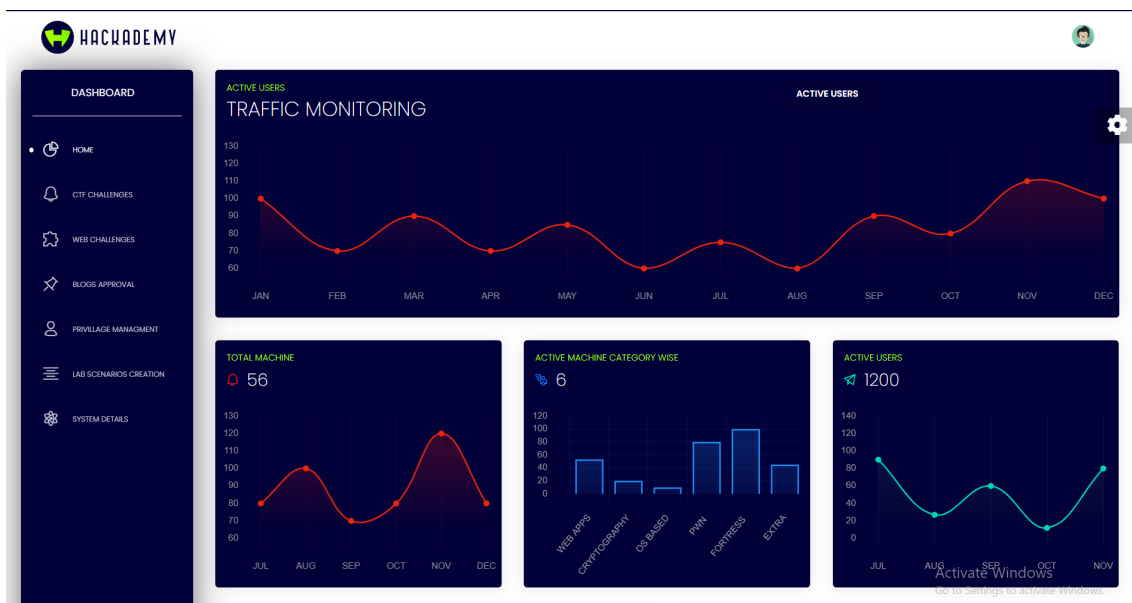 HACKADEMY
DASHBOARD
HOME
CTF CHALLENGES
WEB CHALLENGES
BLOGS APPROVAL
PRIVILLAGE MANAGMENT
LAB SCENARIOS CREATION
SYSTEM DETAILS
ACTIVE USERS
TRAFFIC MONITORING
ACTIVE USERS
130
120
110
100
90
80
70
60
JAN FEB MAR APR MAY JUN JUL AUG SEP OCT NOV DEC
TOTAL MACHINE
56
130
120
110
100
90
80
70
60
JUL AUG SEP OCT NOV DEC
ACTIVE MACHINE CATEGORY WISE
6
120
100
80
60
40
20
0
WEB APPS CRYPTOGRAPHY OS BASED PWN FORTRESS EXTRA
ACTIVE USERS
1200
140
120
100
80
60
40
20
0
JUL AUG SEP OCT NOV
Activate Windows
Go to Settings to activate Windows.